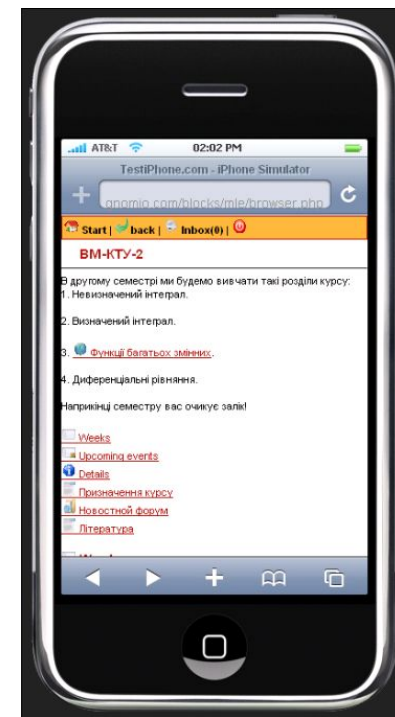 AT&T 02:02 PM
TestiPhone.com - iPhone Simulator
gnomio.com/blocks/mle/browser.php
Start | back | Inbox(0) |
ВМ-КТУ-2
В другому семестрі ми будемо вивчати такі розділи курсу:
1. Невизначений інтеграл.
2. Визначений інтеграл.
3. Функції багатьох змінних.
4. Диференціальні рівняння.
Наприкінці семестру вас очикує залік!
Weeks
Upcoming events
Details
Призначення курсу
Новостной форум
Література